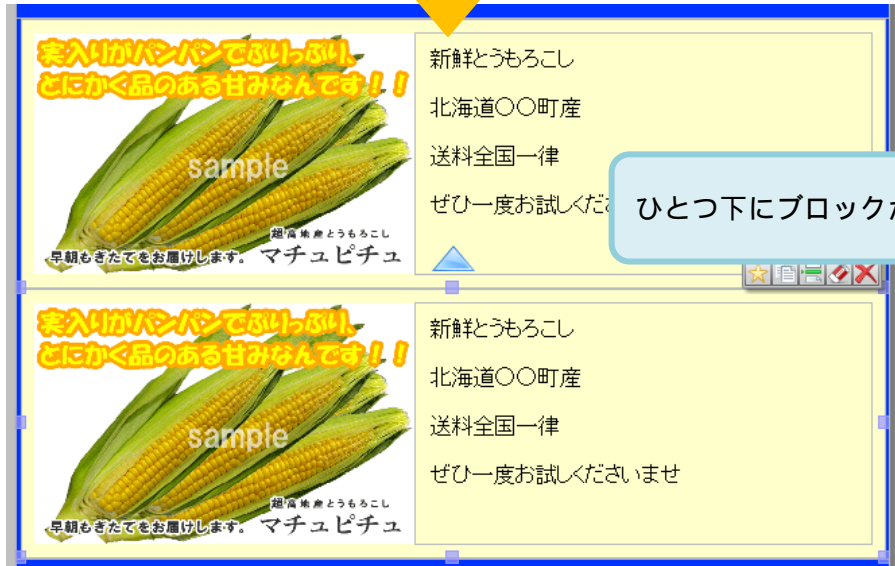 実入りがパンパンでぷりっぷり、
とにかく品のある甘みなんです！！
sample
超高地産とうもろこし
早朝もぎたてをお届けします。 マチュピチュ
新鮮とうもろこし
北海道〇〇町産
送料全国一律
ぜひ一度お試しくださ
ひとつ下にブロックが
実入りがパンパンでぷりっぷり、
とにかく品のある甘みなんです！！
sample
超高地産とうもろこし
早朝もぎたてをお届けします。 マチュピチュ
新鮮とうもろこし
北海道〇〇町産
送料全国一律
ぜひ一度お試しくださいませ